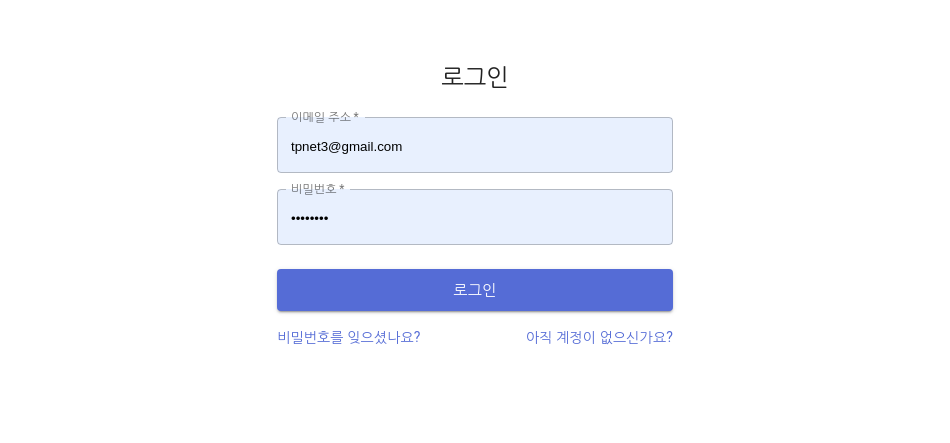 로그인
이메일 주소 *
tpnet3@gmail.com
비밀번호 *
••••••••
로그인
비밀번호를 잊으셨나요? 아직 계정이 없으신가요?